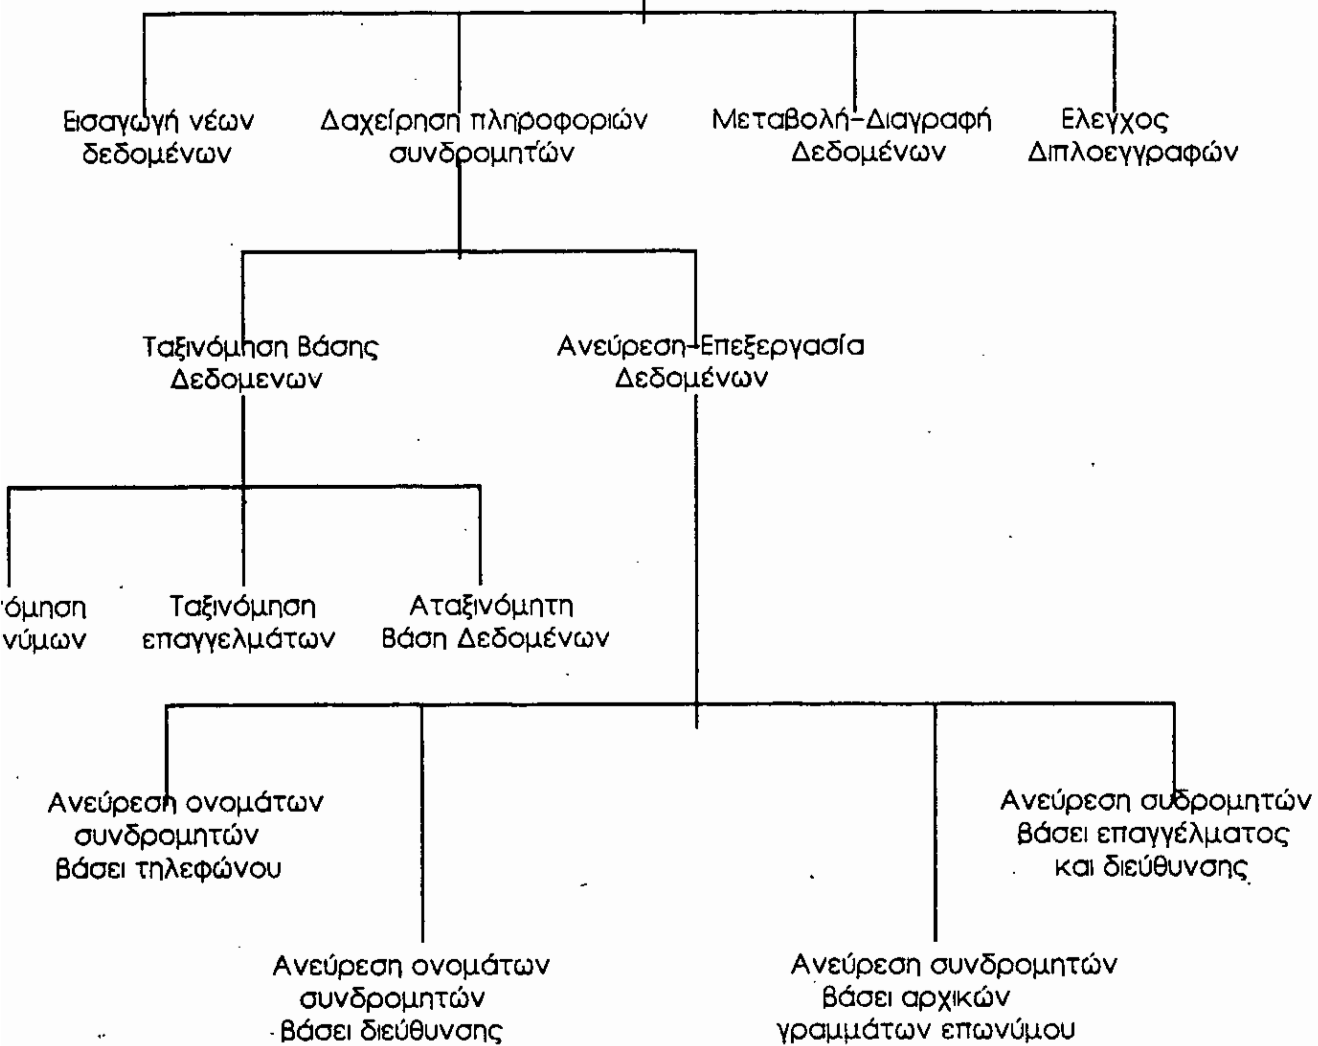 Εισαγωγή νέων
δεδομένων
Δαχείρηση πληροφοριών
συνδρομητών
Μεταβολή-Διαγραφή
Δεδομένων
Ελεγχος
Διπλοεγγραφών
Ταξινόμηση Βάσης
Δεδομενων
Ανεύρεση-Επεξεργασία
Δεδομένων
όμηση
νύμων
Ταξινόμηση
επαγγελμάτων
Αταξινόμητη
Βάση Δεδομένων
Ανεύρεση ονομάτων
συνδρομητών
βάσει τηλεφώνου
Ανεύρεση συδρομητών
βάσει επαγγέλματος
και διεύθυνσης
Ανεύρεση ονομάτων
συνδρομητών
βάσει διεύθυνσης
Ανεύρεση συνδρομητών
βάσει αρχικών
γραμμάτων επωνύμου